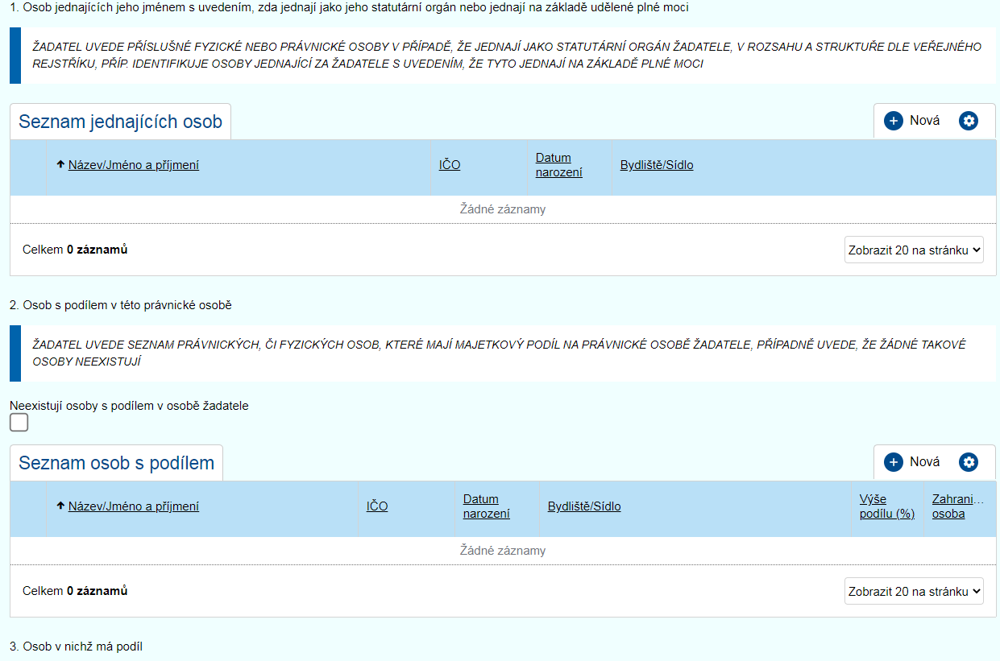 1. Osob jednajících jeho jménem s uvedením, zda jednají jako jeho statutární orgán nebo jednají na základě udělené plné moci
ŽADATEL UVEDE PŘÍSLUŠNÉ FYZICKÉ NEBO PRÁVNICKÉ OSOBY V PŘÍPADĚ, ŽE JEDNAJÍ JAKO STATUTÁRNÍ ORGÁN ŽADATELE, V ROZSAHU A STRUKTUŘE DLE VEŘEJNÉHO
REJSTŘÍKU, PŘÍP. IDENTIFIKUJE OSOBY JEDNAJÍCÍ ZA ŽADATELE S UVEDENÍM, ŽE TYTO JEDNAJÍ NA ZÁKLADĚ PLNÉ MOCI
Seznam jednajících osob
Nová
Název/Jméno a příjmení
IČO
Datum
narození
Bydliště/Sídlo
Žádné záznamy
Celkem 0 záznamů
Zobrazit 20 na stránku
2. Osob s podílem v této právnické osobě
ŽADATEL UVEDE SEZNAM PRÁVNICKÝCH, ČI FYZICKÝCH OSOB, KTERÉ MAJÍ MAJETKOVÝ PODÍL NA PRÁVNICKÉ OSOBĚ ŽADATELE, PŘÍPADNĚ UVEDE, ŽE ŽÁDNÉ TAKOVÉ
OSOBY NEEXISTUJÍ
Neexistují osoby s podílem v osobě žadatele
Seznam osob s podílem
Nová
Název/Jméno a příjmení
IČO
Datum
narození
Bydliště/Sídlo
Výše
podílu (%)
Zahrani...
osoba
Žádné záznamy
Celkem 0 záznamů
Zobrazit 20 na stránku
3. Osob v nichž má podíl